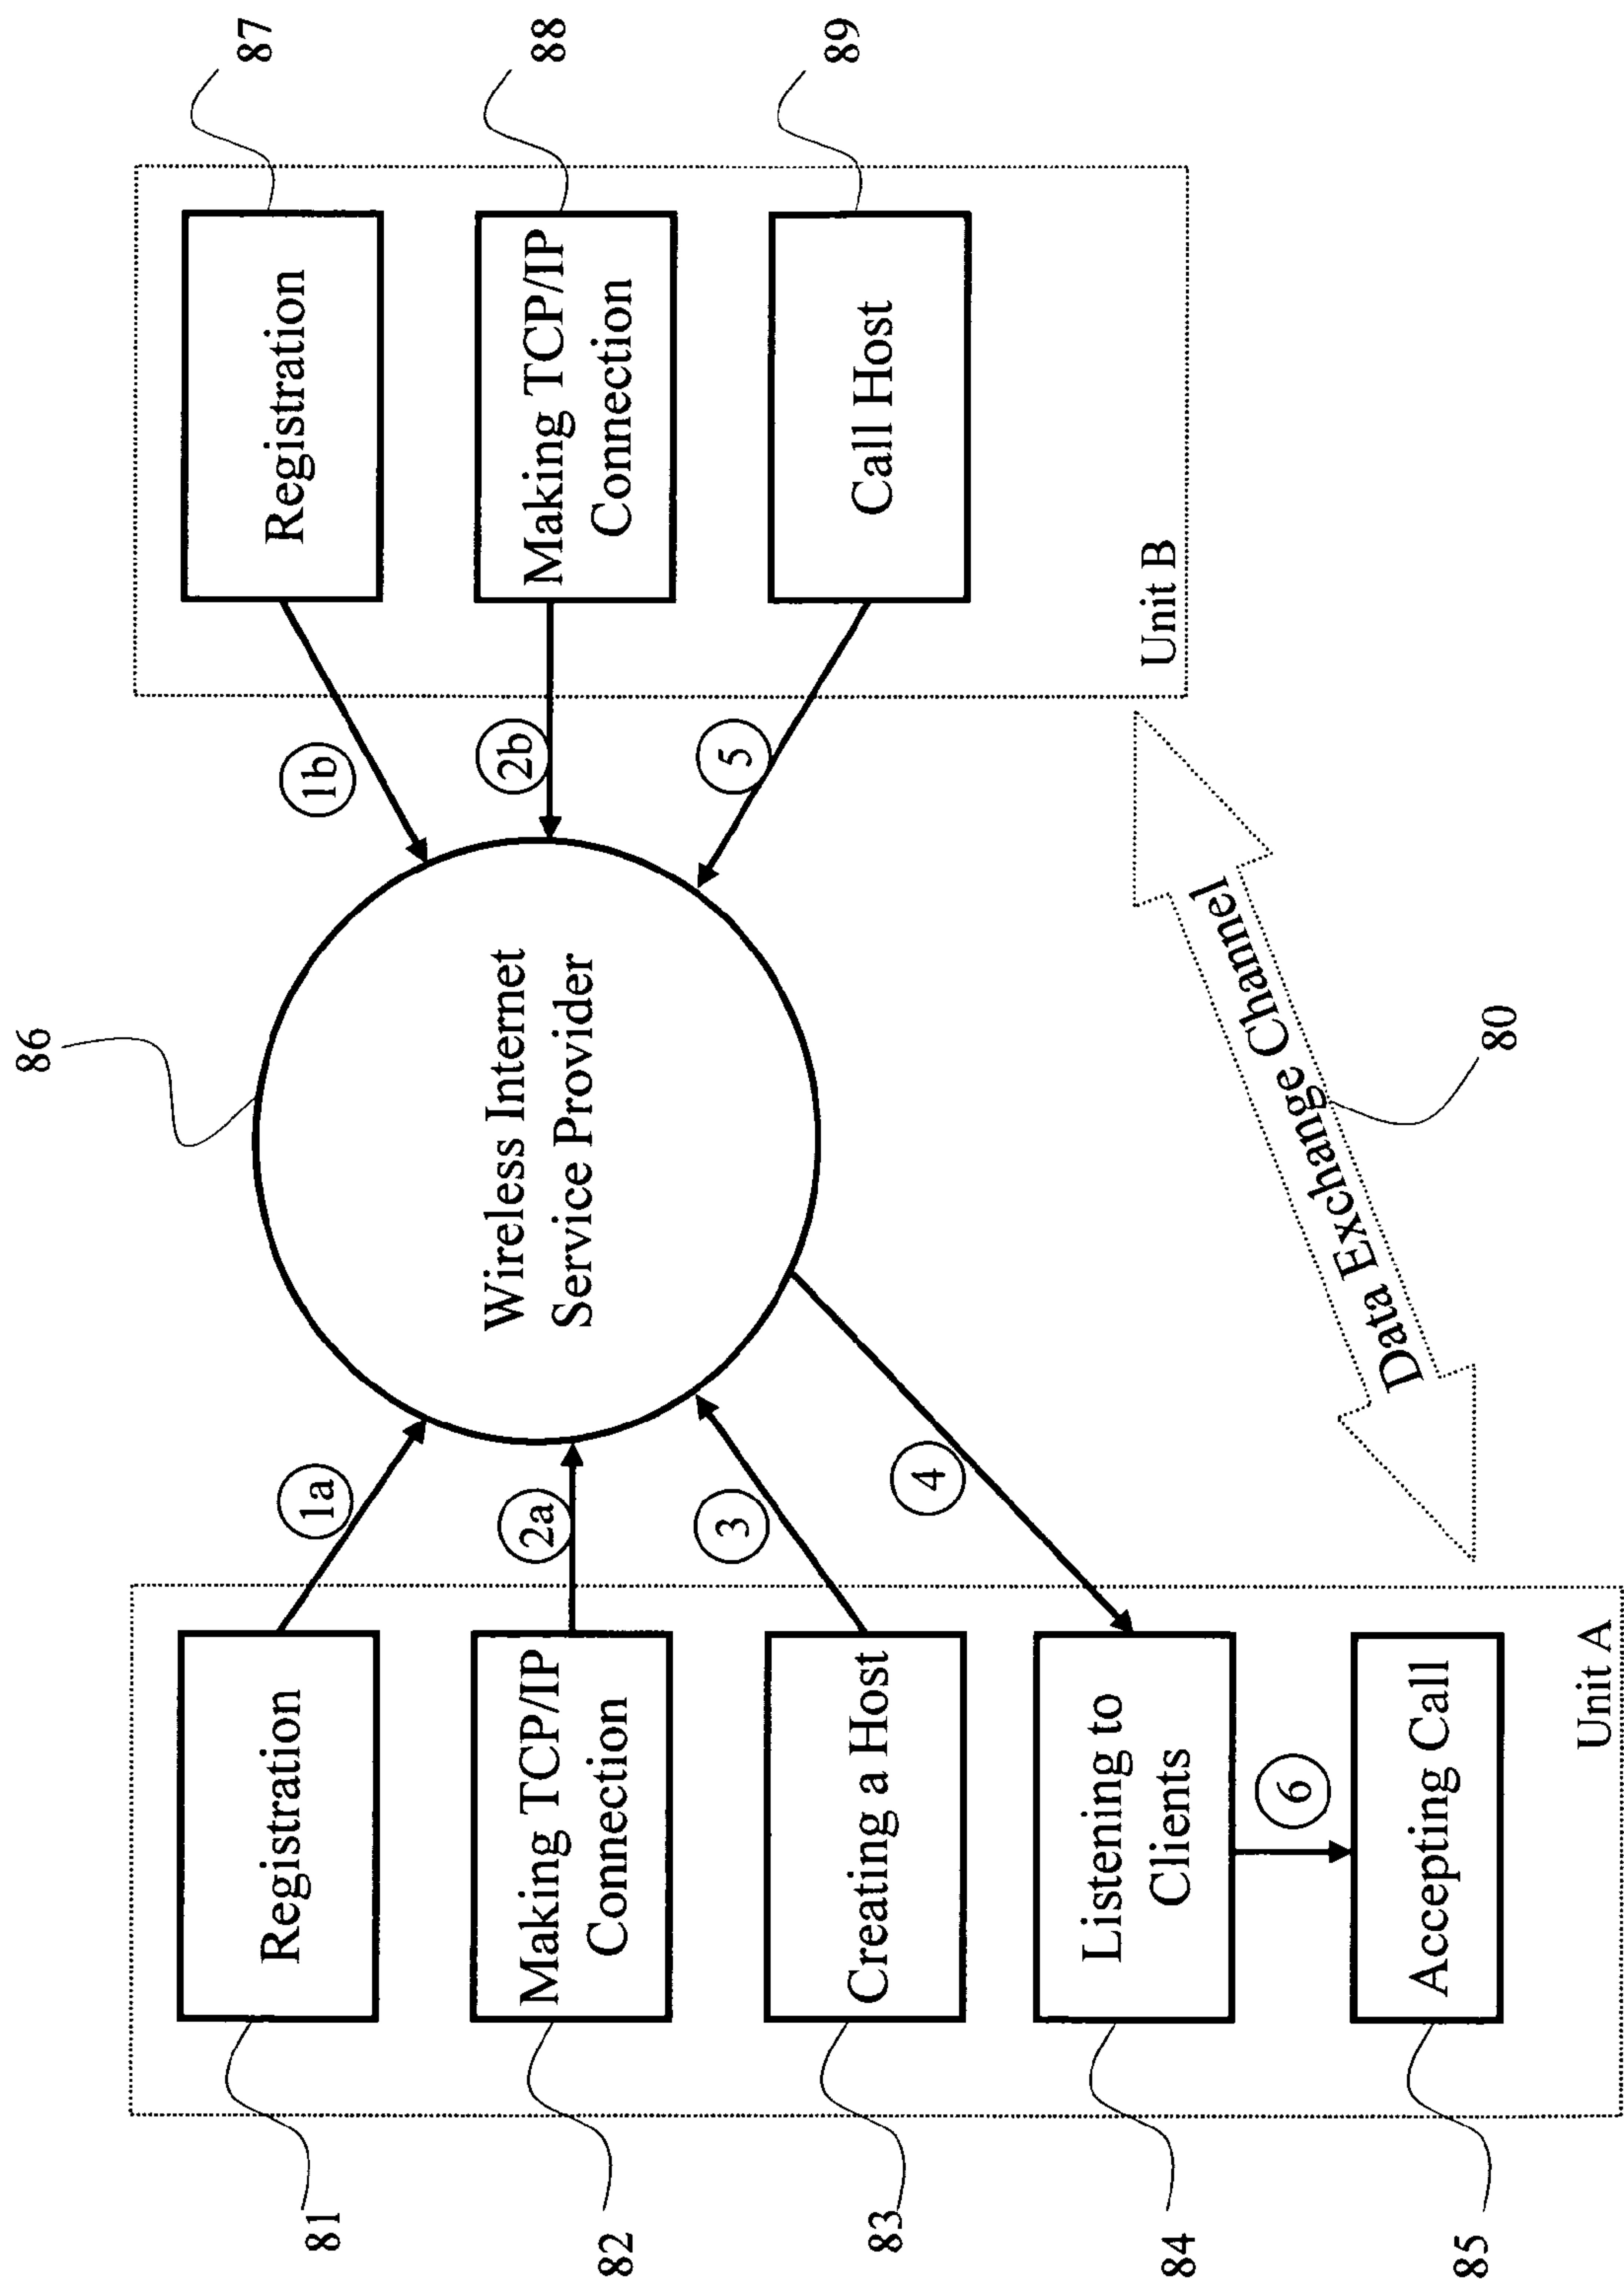 86
81
Registration
1a
82
Making TCP/IP
Connection
2a
83
Creating a Host
3
84
Listening to
Clients
4
6
85
Accepting Call
Unit A
Wireless Internet
Service Provider
1b
Registration
87
2b
Making TCP/IP
Connection
88
5
Call Host
89
Unit B
Data Exchange Channel
80